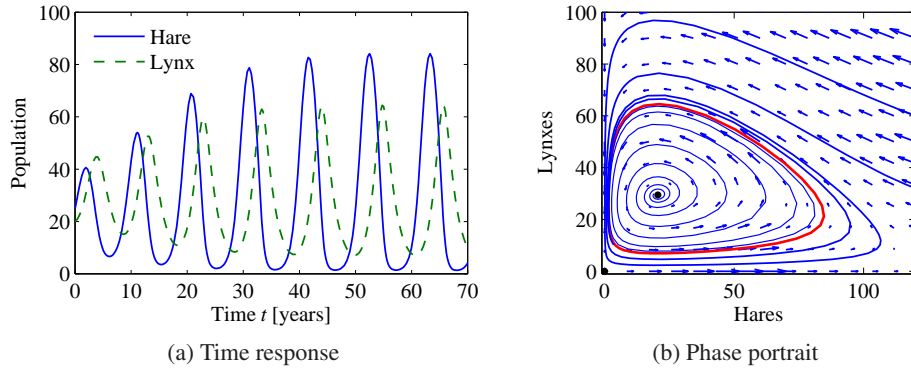 100
80
60
40
20
0
Population
Hare
Lynx
0 10 20 30 40 50 60 70
Time t [years]
(a) Time response
100
80
60
40
20
0
Lynxes
0 50 100
Hares
(b) Phase portrait